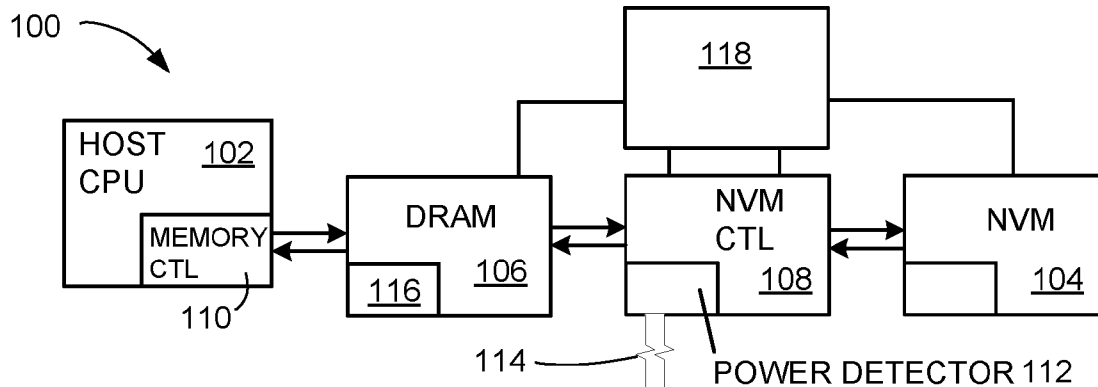 100
118
HOST
CPU
102
MEMORY
CTL
110
DRAM
116
106
NVM
CTL
108
NVM
104
114
POWER DETECTOR 112